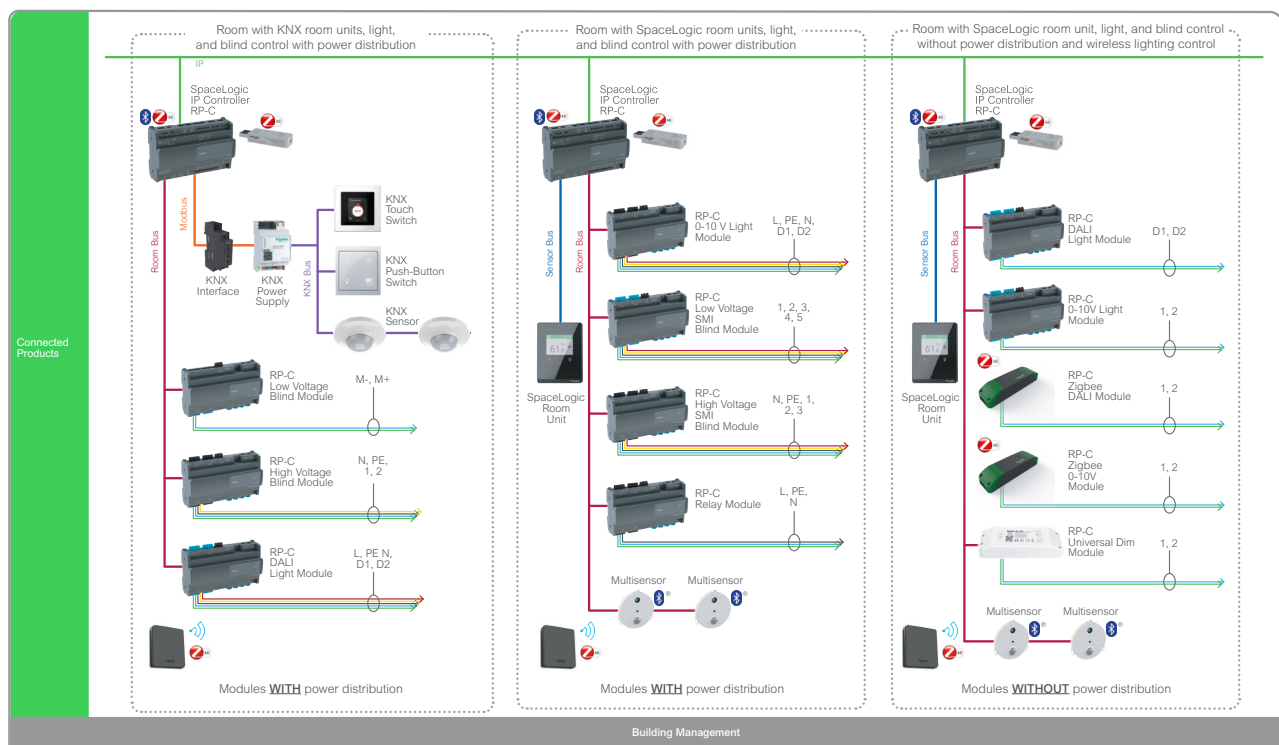 Connected
Products
Room with KNX room units, light,
and blind control with power distribution
IP
SpaceLogic
IP Controller
RP-C
Room Bus
Modbus
KNX
Interface
KNX
Power
Supply
KNX Bus
KNX
Touch
Switch
KNX
Push-Button
Switch
KNX
Sensor
RP-C
Low Voltage
Blind Module
M-, M+
RP-C
High Voltage
Blind Module
N, PE,
1, 2
RP-C
DALI
Light Module
L, PE N,
D1, D2
Modules WITH power distribution
Room with SpaceLogic room units, light,
and blind control with power distribution
SpaceLogic
IP Controller
RP-C
Sensor Bus
Room Bus
RP-C
0-10 V Light
Module
L, PE, N,
D1, D2
RP-C
Low Voltage
SMI
Blind Module
1, 2, 3,
4, 5
SpaceLogic
Room
Unit
RP-C
High Voltage
SMI
Blind Module
N, PE, 1,
2, 3
RP-C
Relay Module
L, PE,
N
Multisensor
Multisensor
Modules WITH power distribution
Room with SpaceLogic room unit, light, and blind control
without power distribution and wireless lighting control
SpaceLogic
IP Controller
RP-C
Sensor Bus
Room Bus
RP-C
DALI
Light Module
D1, D2
RP-C
0-10V Light
Module
1, 2
SpaceLogic
Room
Unit
RP-C
Zigbee
DALI Module
1, 2
RP-C
Zigbee
0-10V
Module
1, 2
RP-C
Universal Dim
Module
1, 2
Multisensor
Multisensor
Modules WITHOUT power distribution
Building Management